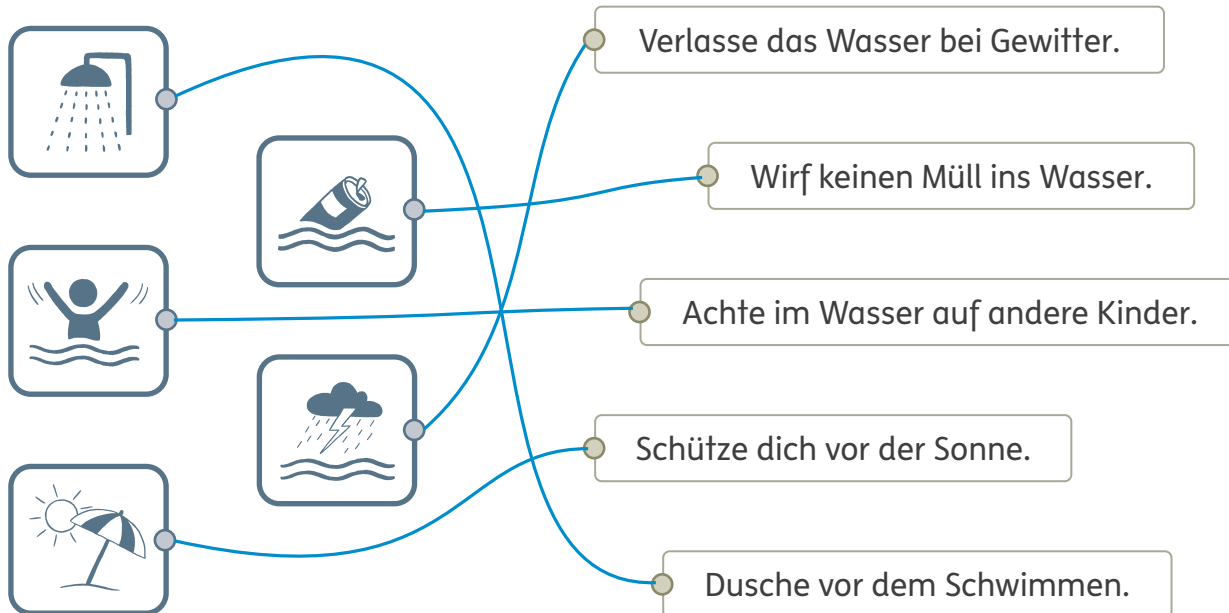 Verlasse das Wasser bei Gewitter.
Wirf keinen Müll ins Wasser.
Achte im Wasser auf andere Kinder.
Schütze dich vor der Sonne.
Dusche vor dem Schwimmen.